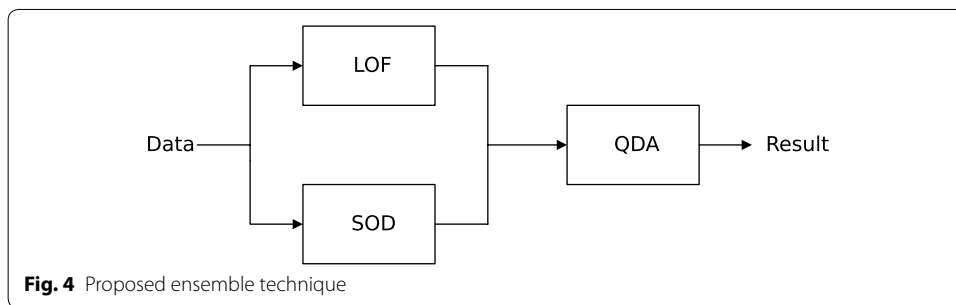 LOF
Data
QDA
Result
SOD
Fig. 4 Proposed ensemble technique